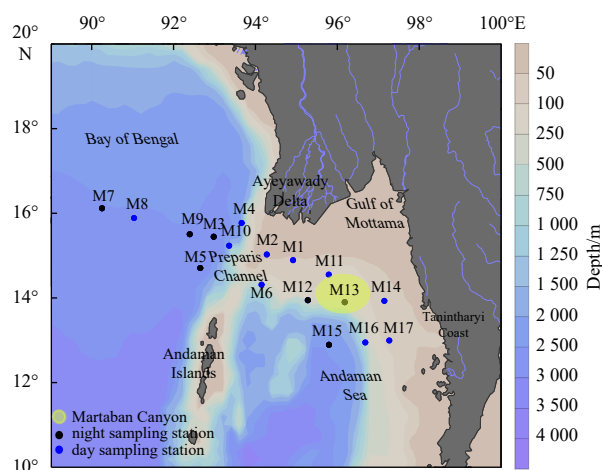 90° 92° 94° 96° 98° 100°E
20°
N
18°
16°
14°
12°
10°
Bay of Bengal
Ayeyawady
Delta
Gulf of
Mottama
M7
M8
M9
M3
M4
M10
M2
M1
M5
Preparis
Channel
M6
M11
M12
M13
M14
M15
M16
M17
Tanintharyi
Coast
Andaman
Islands
Andaman
Sea
Martaban Canyon
night sampling station
day sampling station
50
100
250
500
750
1 000
1 500
2 000
2 500
3 000
3 500
4 000
Depth/m